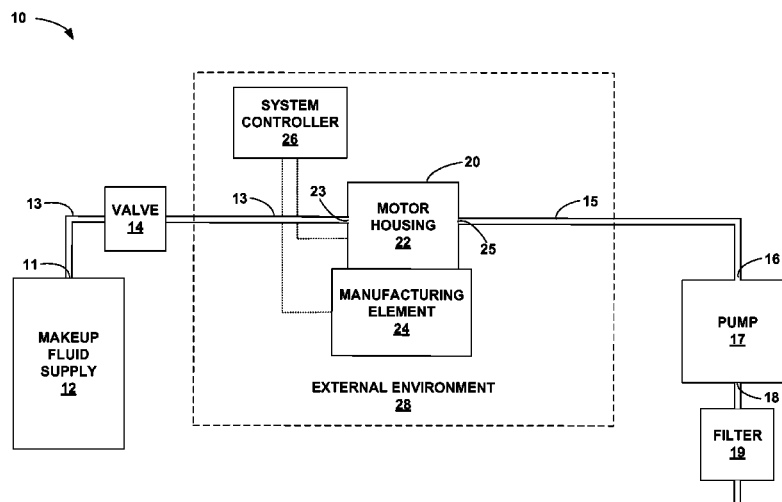 10
SYSTEM
CONTROLLER
26
20
13
VALVE
14
13
23
MOTOR
HOUSING
22
15
25
11
16
MAKEUP
FLUID
SUPPLY
12
MANUFACTURING
ELEMENT
24
PUMP
17
EXTERNAL ENVIRONMENT
28
18
FILTER
19